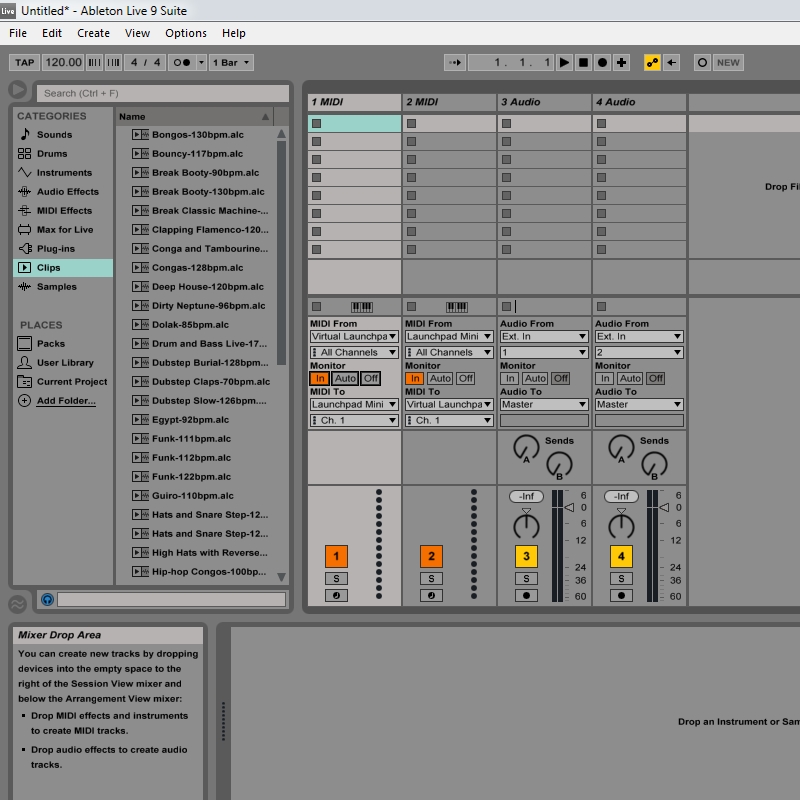 Live Untitled* - Ableton Live 9 Suite
File Edit Create View Options Help
TAP 120.00 4 / 4 1 Bar 1. 1. 1 NEW
Search (Ctrl + F)
CATEGORIES
Sounds
Drums
Instruments
Audio Effects
MIDI Effects
Max for Live
Plug-ins
Clips
Samples
PLACES
Packs
User Library
Current Project
Add Folder...
Name
Bongos-130bpm.alc
Bouncy-117bpm.alc
Break Booty-90bpm.alc
Break Booty-130bpm.alc
Break Classic Machine-...
Clapping Flamenco-120...
Conga and Tambourine...
Congas-128bpm.alc
Deep House-120bpm.alc
Dirty Neptune-96bpm.alc
Dolak-85bpm.alc
Drum and Bass Live-17...
Dubstep Burial-128bpm...
Dubstep Claps-70bpm.alc
Dubstep Slow-126bpm....
Egypt-92bpm.alc
Funk-111bpm.alc
Funk-112bpm.alc
Funk-122bpm.alc
Guiro-110bpm.alc
Hats and Snare Step-12...
Hats and Snare Step-12...
High Hats with Reverse...
Hip-hop Congos-100bp...
1 MIDI 2 MIDI 3 Audio 4 Audio
Drop Fil
MIDI From MIDI From Audio From Audio From
Virtual Launchpa Launchpad Mini Ext. In Ext. In
All Channels All Channels 1 2
Monitor Monitor Monitor Monitor
In Auto Off In Auto Off In Auto Off In Auto Off
MIDI To MIDI To Audio To Audio To
Launchpad Mini Virtual Launchpa Master Master
Ch. 1 Ch. 1
Sends Sends
A B A B
-Inf 6 -Inf 6
0 0
6 6
12 12
1 2 3 4
24 24
S S S 36 S 36
60 60
Mixer Drop Area
You can create new tracks by dropping
devices into the empty space to the
right of the Session View mixer and
below the Arrangement View mixer:
▪ Drop MIDI effects and instruments
to create MIDI tracks.
▪ Drop audio effects to create audio
tracks.
Drop an Instrument or Sam